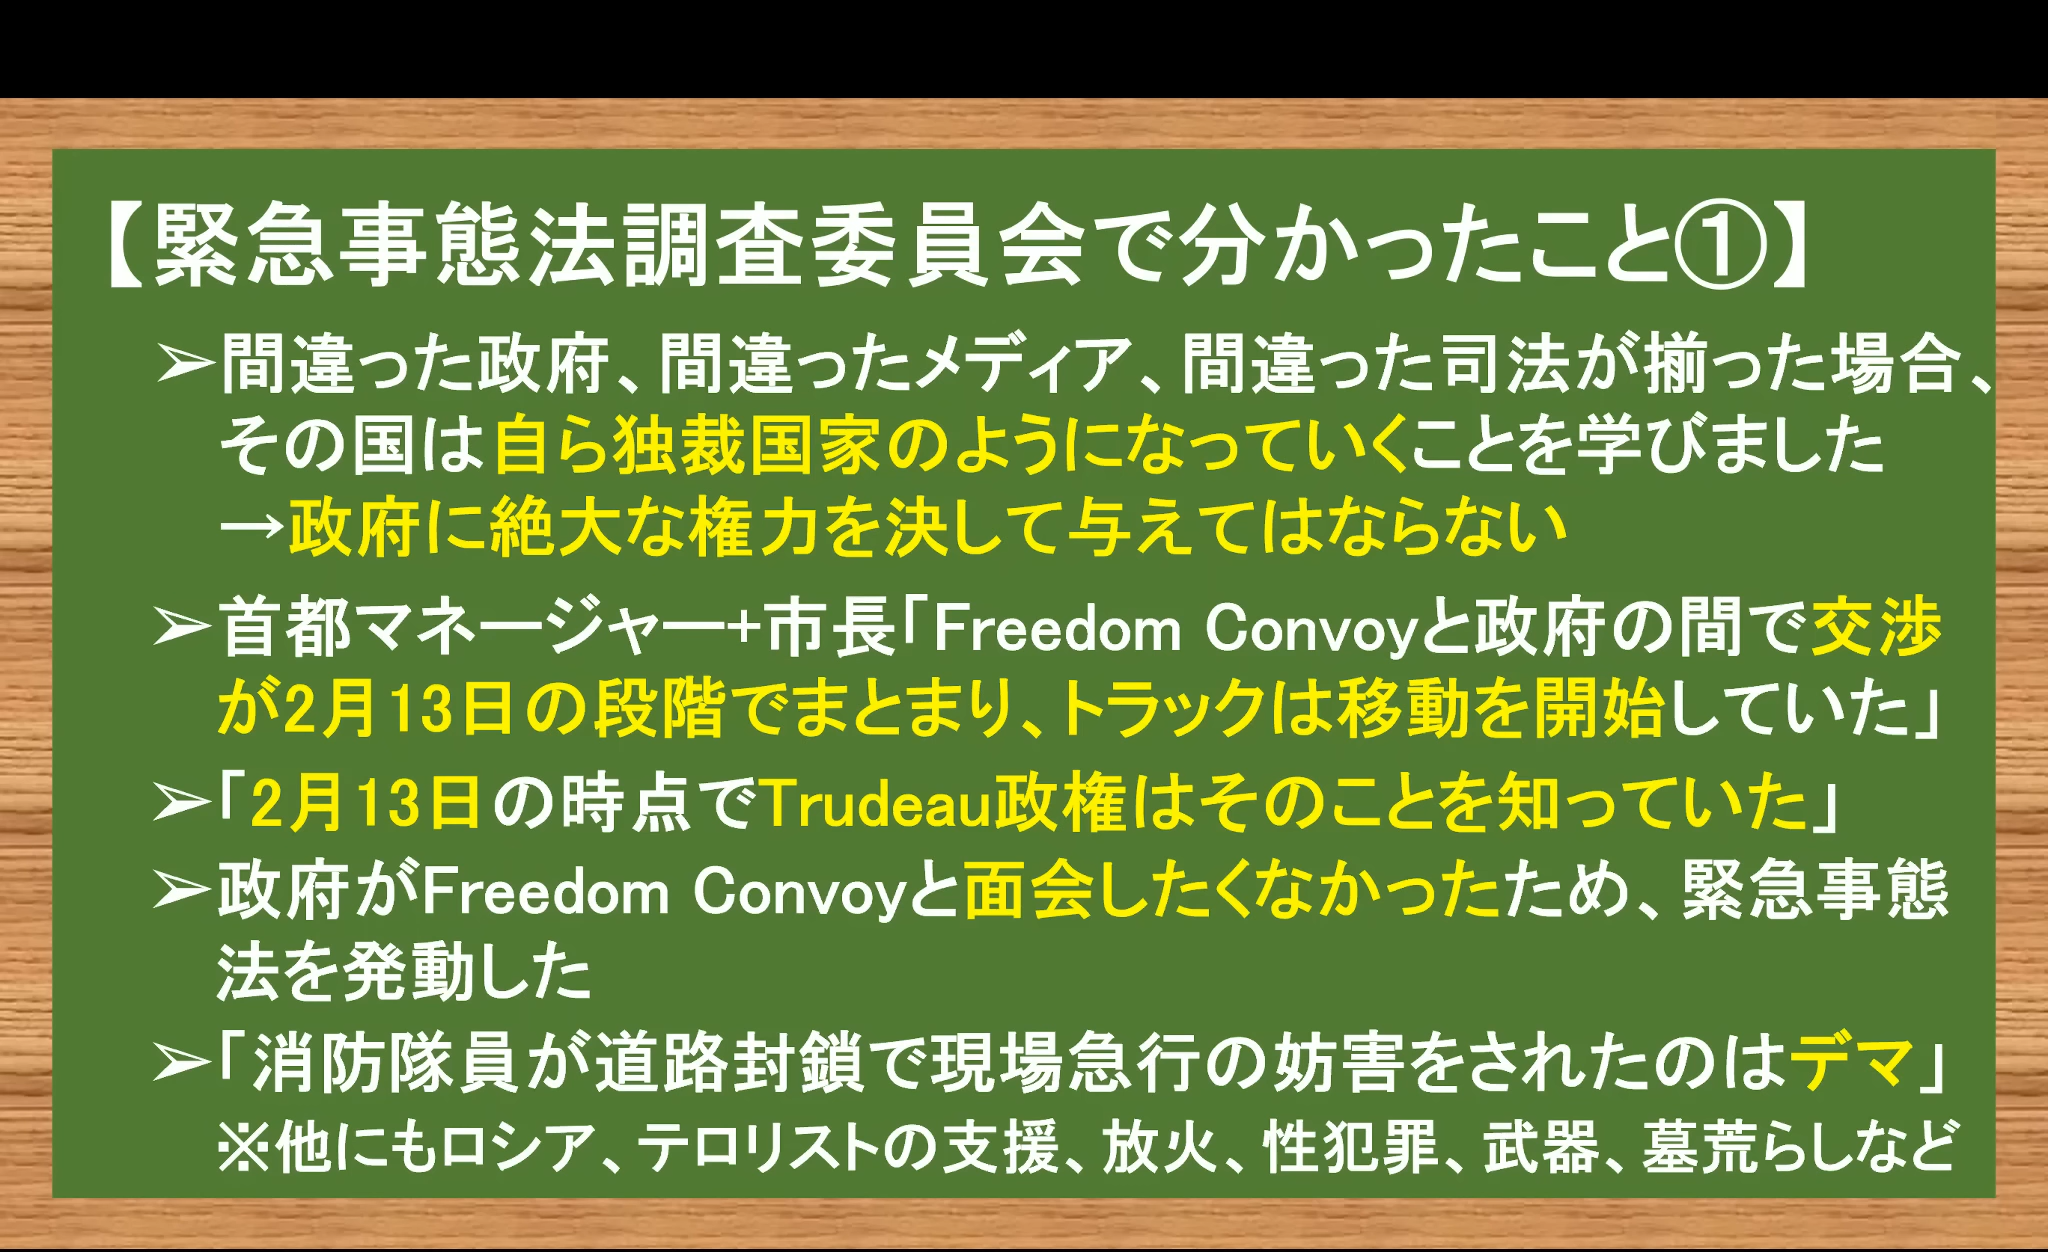 【緊急事態法調査委員会で分かったこと①】
➢間違った政府、間違ったメディア、間違った司法が揃った場合、
その国は自ら独裁国家のようになっていくことを学びました
→政府に絶大な権力を決して与えてはならない
➢首都マネージャー+市長「Freedom Convoyと政府の間で交渉
が2月13日の段階でまとまり、トラックは移動を開始していた」
➢「2月13日の時点でTrudeau政権はそのことを知っていた」
➢政府がFreedom Convoyと面会したくなかったため、緊急事態
法を発動した
➢「消防隊員が道路封鎖で現場急行の妨害をされたのはデマ」
※他にもロシア、テロリストの支援、放火、性犯罪、武器、墓荒らしなど